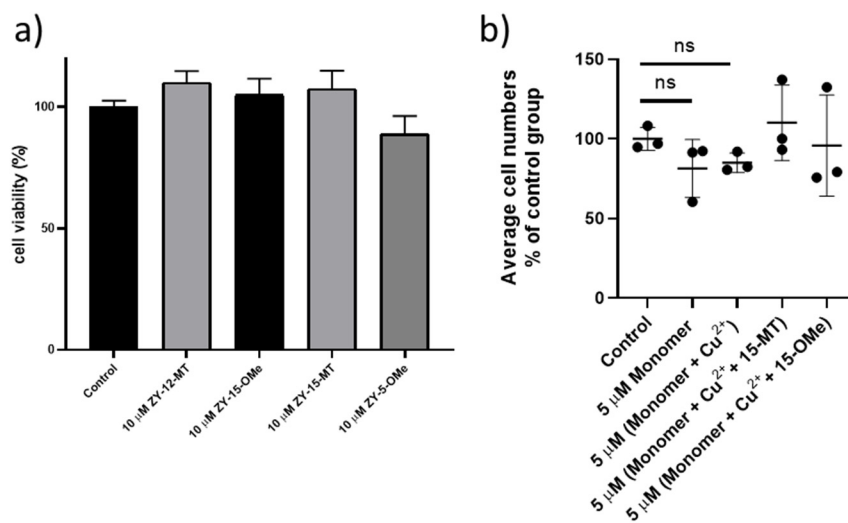 a)
cell viability (%)
100
50
0
Control
10 μM ZY-12-MT
10 μM ZY-15-OMe
10 μM ZY-15-MT
10 μM ZY-5-OMe
b)
Average cell numbers
% of control group
150
100
50
0
ns
ns
Control
5 μM Monomer
5 μM (Monomer + Cu²⁺)
5 μM (Monomer + Cu²⁺ + 15-MT)
5 μM (Monomer + Cu²⁺ + 15-OMe)